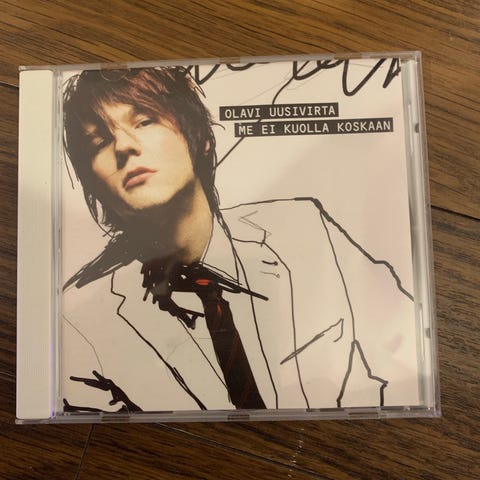 OLAVI UUSIVIRTA
ME EI KUOLLA KOSKAAN